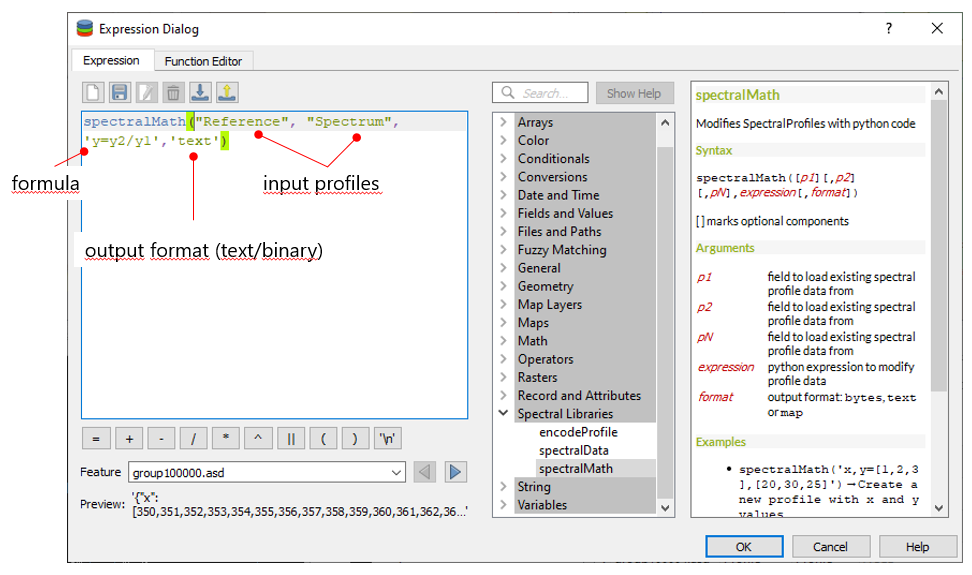 Expression Dialog
?
Expression
Function Editor
Search...
Show Help
spectralMath("Reference", "Spectrum",
'y=y2/y1','text')
formula
input profiles
output format (text/binary)
= + - / * ^ || ( ) '\n'
Feature
group100000.asd
Preview:
'{"x":
[350,351,352,353,354,355,356,357,358,359,360,361,362,36...'
Arrays
Color
Conditionals
Conversions
Date and Time
Fields and Values
Files and Paths
Fuzzy Matching
General
Geometry
Map Layers
Maps
Math
Operators
Rasters
Record and Attributes
Spectral Libraries
encodeProfile
spectralData
spectralMath
String
Variables
spectralMath
Modifies SpectralProfiles with python code
Syntax
spectralMath([p1][,p2]
[,pN],expression[,format])
[ ] marks optional components
Arguments
p1 field to load existing spectral
profile data from
p2 field to load existing spectral
profile data from
pN field to load existing spectral
profile data from
expression python expression to modify
profile data
format output format: bytes, text
or map
Examples
• spectralMath('x,y=[1,2,3
],[20,30,25]') → Create a
new profile with x and y
values
OK
Cancel
Help